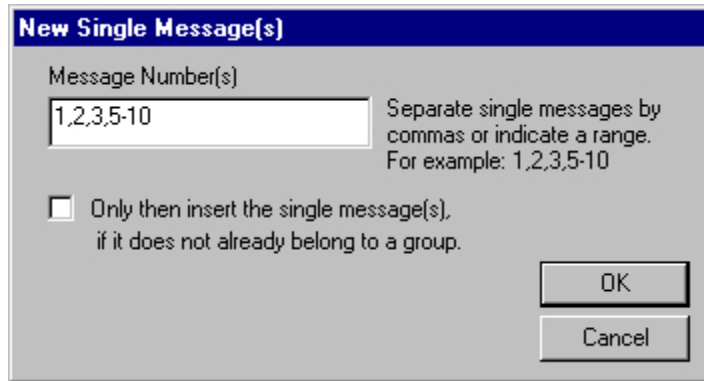 New Single Message(s)
Message Number(s)
1,2,3,5-10
Separate single messages by
commas or indicate a range.
For example: 1,2,3,5-10
Only then insert the single message(s),
if it does not already belong to a group.
OK
Cancel